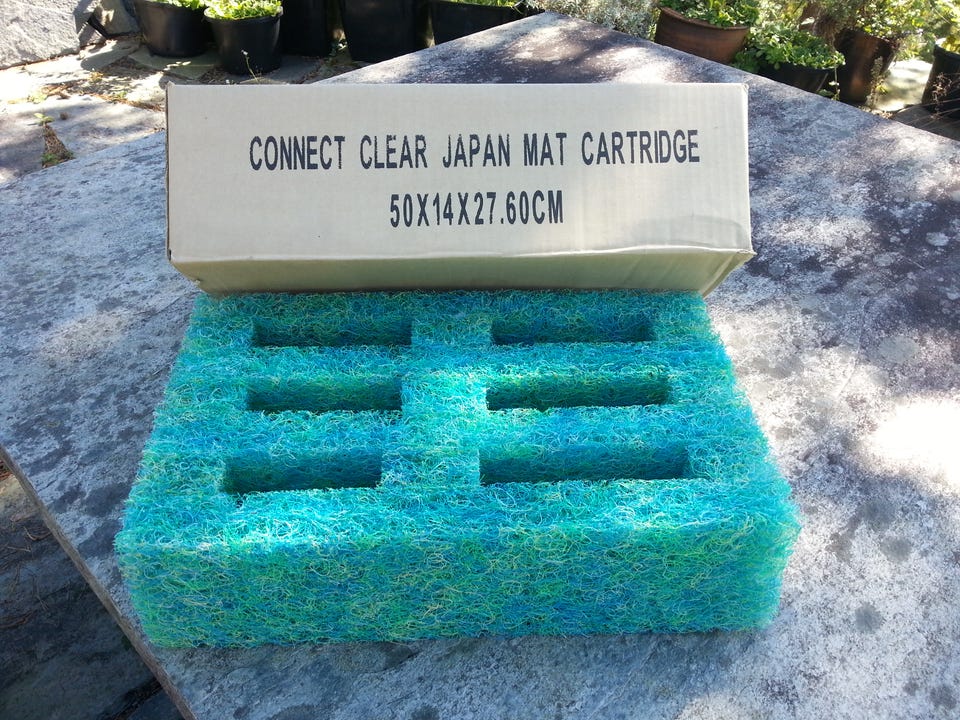 CONNECT CLEAR JAPAN MAT CARTRIDGE
50X14X27.60CM